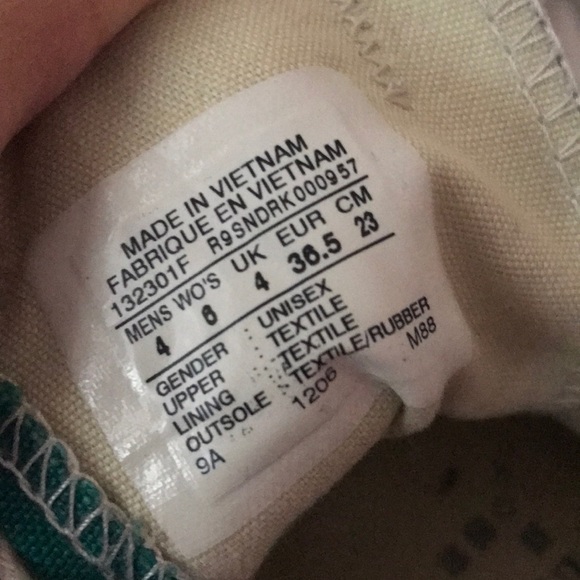 MADE IN VIETNAM
FABRIQUE EN VIETNAM
132301F R9SNDRK000957
MENS WO'S UK EUR CM
4 6 4 36.5 23
GENDER UNISEX
UPPER TEXTILE
LINING TEXTILE
OUTSOLE TEXTILE/RUBBER
9A 1206 M88